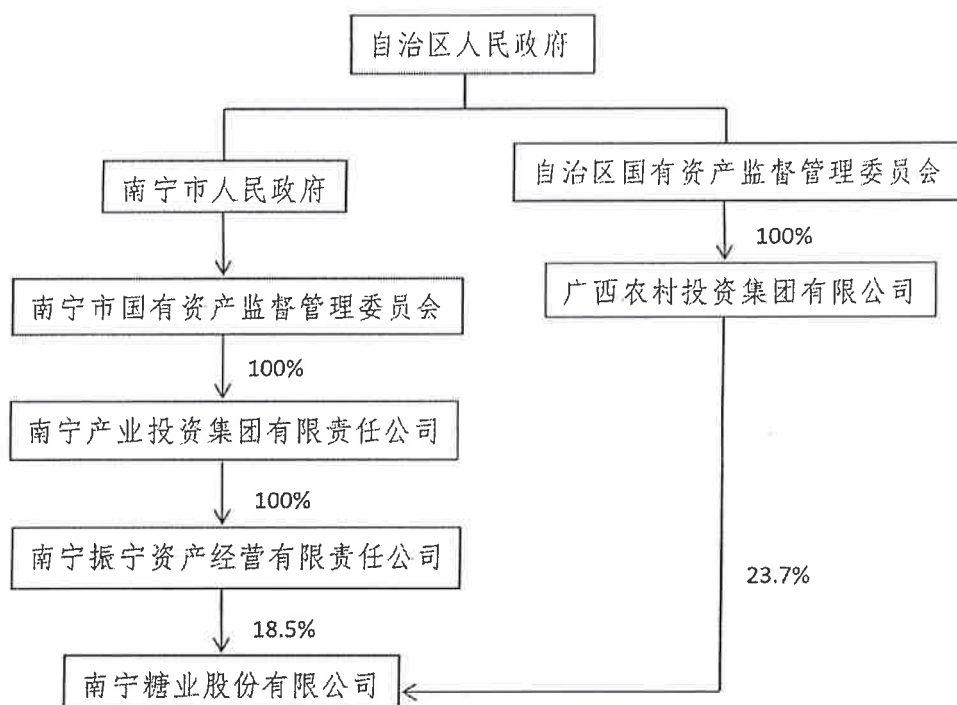 自治区人民政府
南宁市人民政府
自治区国有资产监督管理委员会
100%
南宁市国有资产监督管理委员会
广西农村投资集团有限公司
100%
南宁产业投资集团有限责任公司
100%
南宁振宁资产经营有限责任公司
23.7%
18.5%
南宁糖业股份有限公司